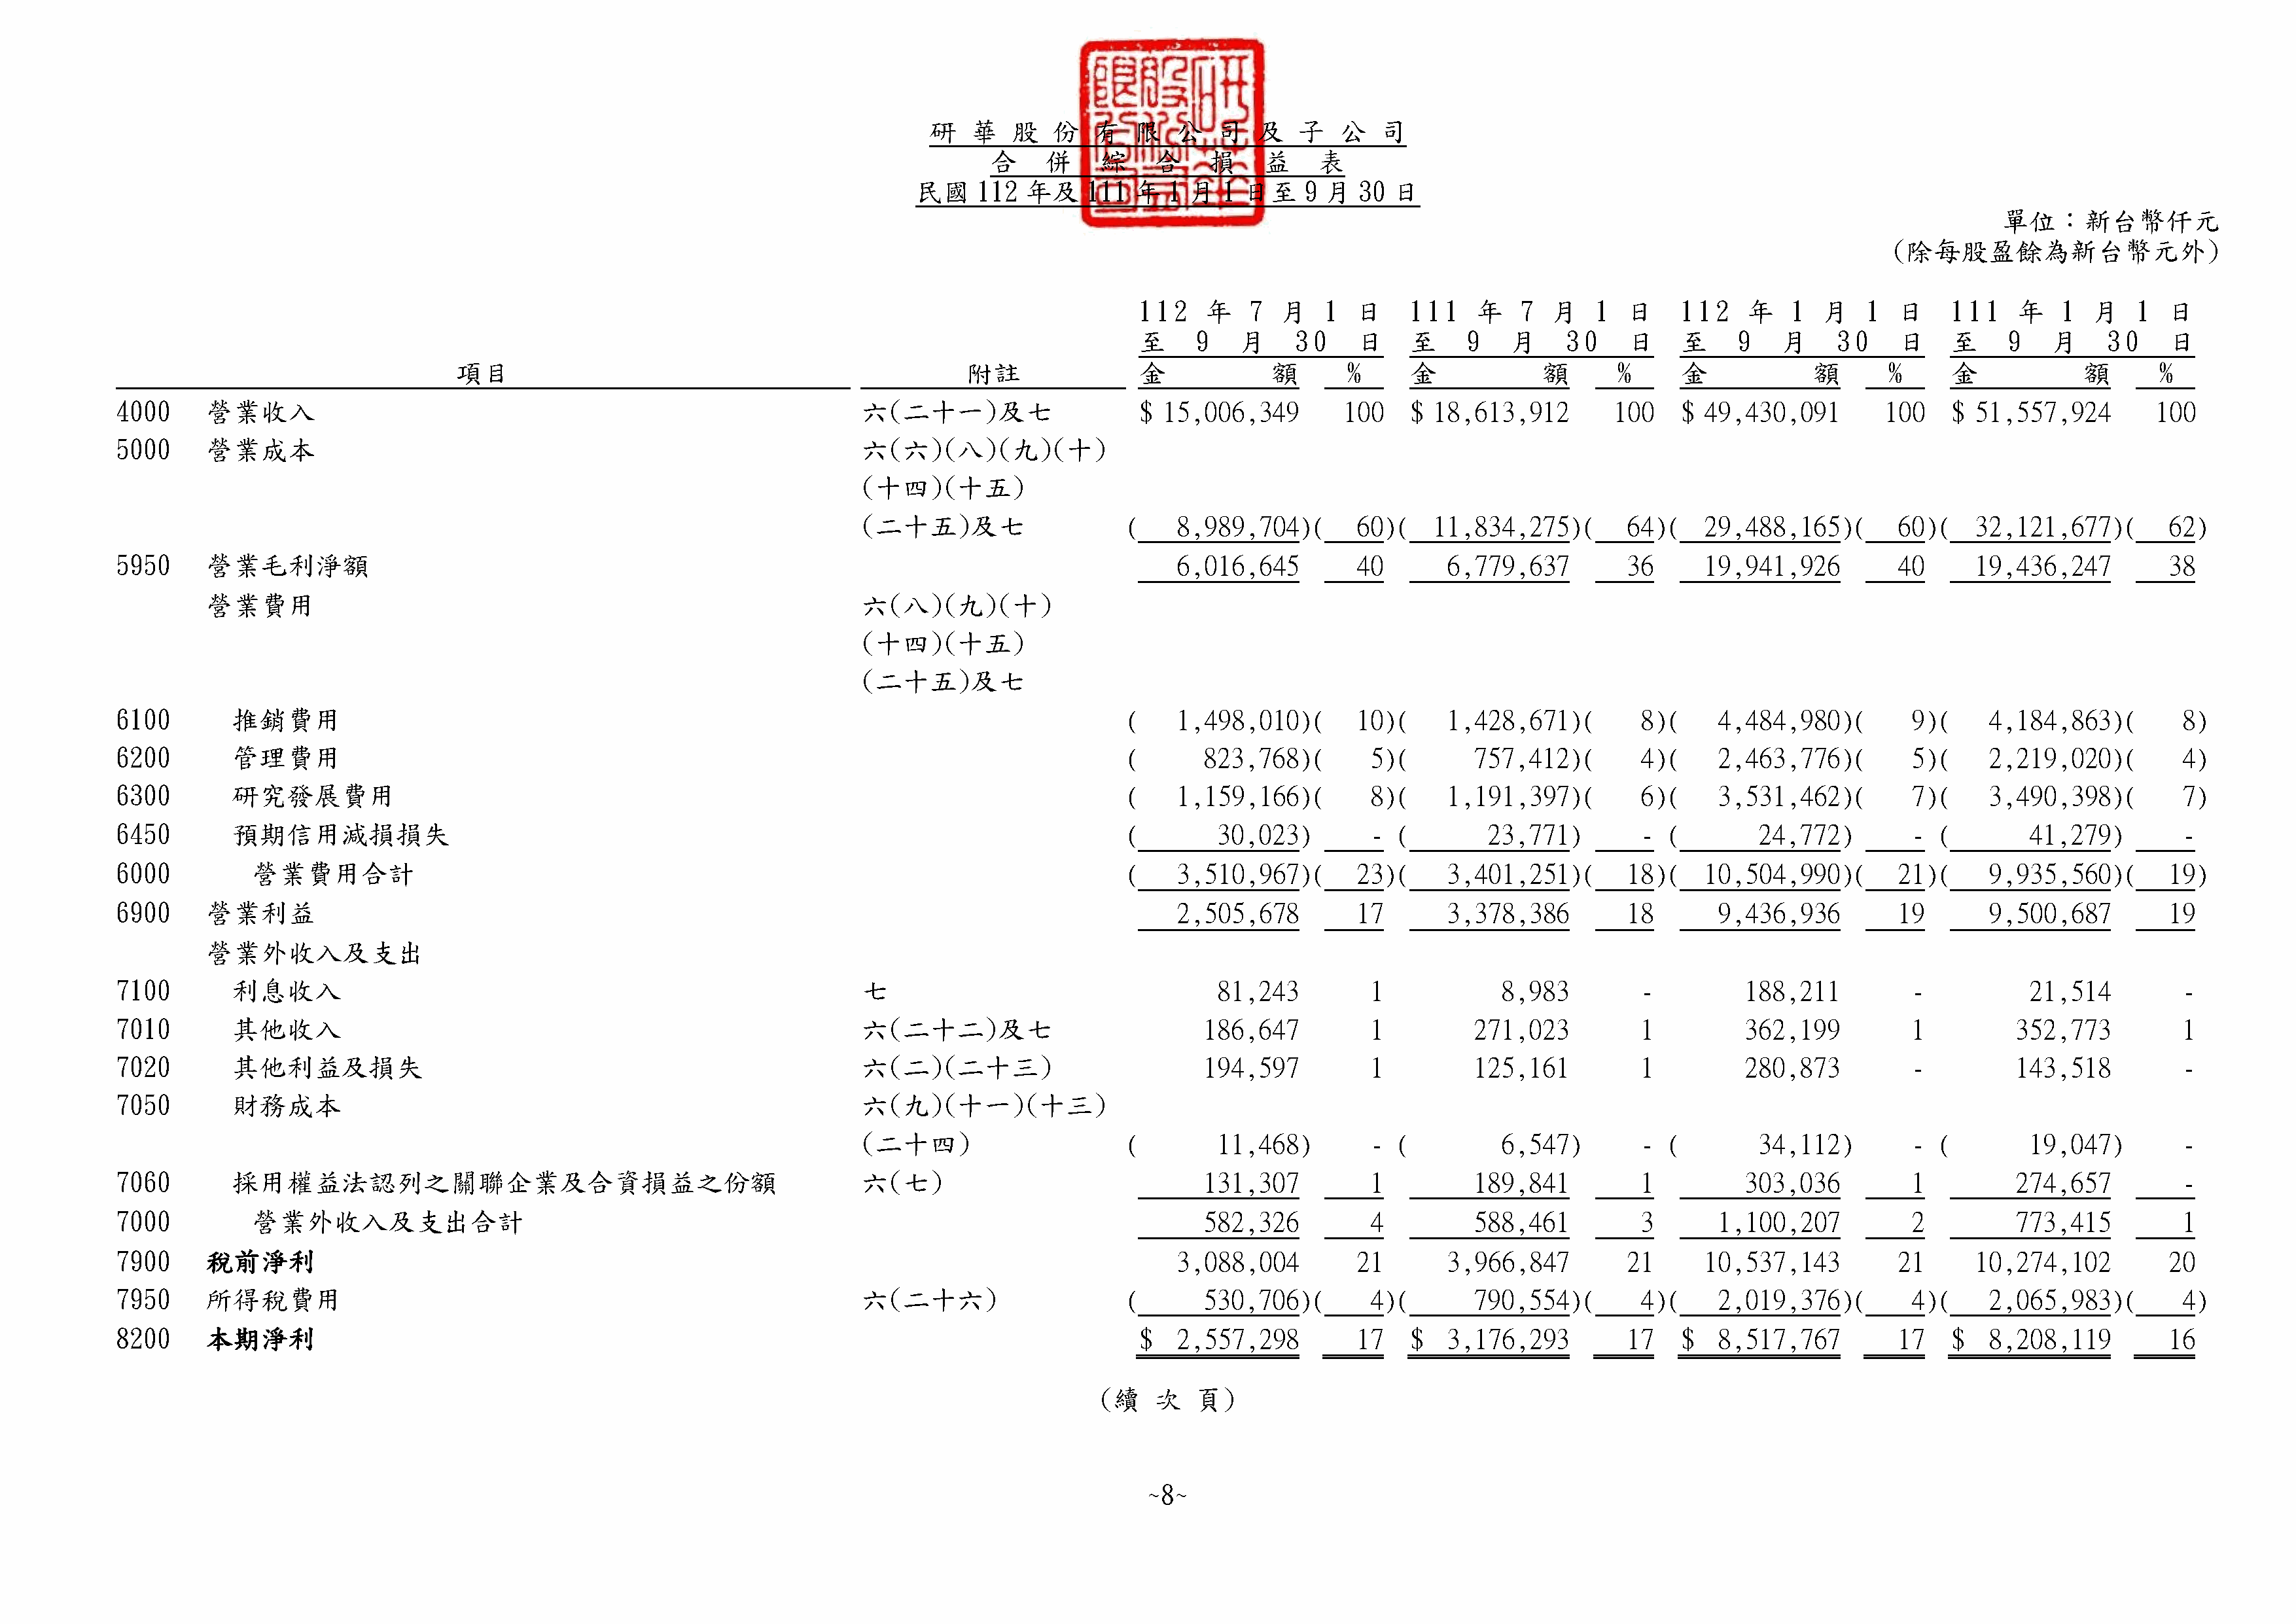 研華股份有限公司及子公司
合併綜合損益表
民國 112 年及 111 年 1 月 1 日至 9 月 30 日
單位：新台幣仟元
(除每股盈餘為新台幣元外)
112 年 7 月 1 日 111 年 7 月 1 日 112 年 1 月 1 日 111 年 1 月 1 日
至 9 月 30 日 至 9 月 30 日 至 9 月 30 日 至 9 月 30 日
項目 附註 金額 % 金額 % 金額 % 金額 %
4000 營業收入 六(二十一)及七 $ 15,006,349 100 $ 18,613,912 100 $ 49,430,091 100 $ 51,557,924 100
5000 營業成本 六(六)(八)(九)(十)
(十四)(十五)
(二十五)及七 ( 8,989,704)( 60)( 11,834,275)( 64)( 29,488,165)( 60)( 32,121,677)( 62)
5950 營業毛利淨額 6,016,645 40 6,779,637 36 19,941,926 40 19,436,247 38
營業費用 六(八)(九)(十)
(十四)(十五)
(二十五)及七
6100 推銷費用 ( 1,498,010)( 10)( 1,428,671)( 8)( 4,484,980)( 9)( 4,184,863)( 8)
6200 管理費用 ( 823,768)( 5)( 757,412)( 4)( 2,463,776)( 5)( 2,219,020)( 4)
6300 研究發展費用 ( 1,159,166)( 8)( 1,191,397)( 6)( 3,531,462)( 7)( 3,490,398)( 7)
6450 預期信用減損損失 ( 30,023) - ( 23,771) - ( 24,772) - ( 41,279) -
6000 營業費用合計 ( 3,510,967)( 23)( 3,401,251)( 18)( 10,504,990)( 21)( 9,935,560)( 19)
6900 營業利益 2,505,678 17 3,378,386 18 9,436,936 19 9,500,687 19
營業外收入及支出
7100 利息收入 七 81,243 1 8,983 - 188,211 - 21,514 -
7010 其他收入 六(二十二)及七 186,647 1 271,023 1 362,199 1 352,773 1
7020 其他利益及損失 六(二)(二十三) 194,597 1 125,161 1 280,873 - 143,518 -
7050 財務成本 六(九)(十一)(十三)
(二十四) ( 11,468) - ( 6,547) - ( 34,112) - ( 19,047) -
7060 採用權益法認列之關聯企業及合資損益之份額 六(七) 131,307 1 189,841 1 303,036 1 274,657 -
7000 營業外收入及支出合計 582,326 4 588,461 3 1,100,207 2 773,415 1
7900 稅前淨利 3,088,004 21 3,966,847 21 10,537,143 21 10,274,102 20
7950 所得稅費用 六(二十六) ( 530,706)( 4)( 790,554)( 4)( 2,019,376)( 4)( 2,065,983)( 4)
8200 本期淨利 $ 2,557,298 17 $ 3,176,293 17 $ 8,517,767 17 $ 8,208,119 16
(續 次 頁)
~8~